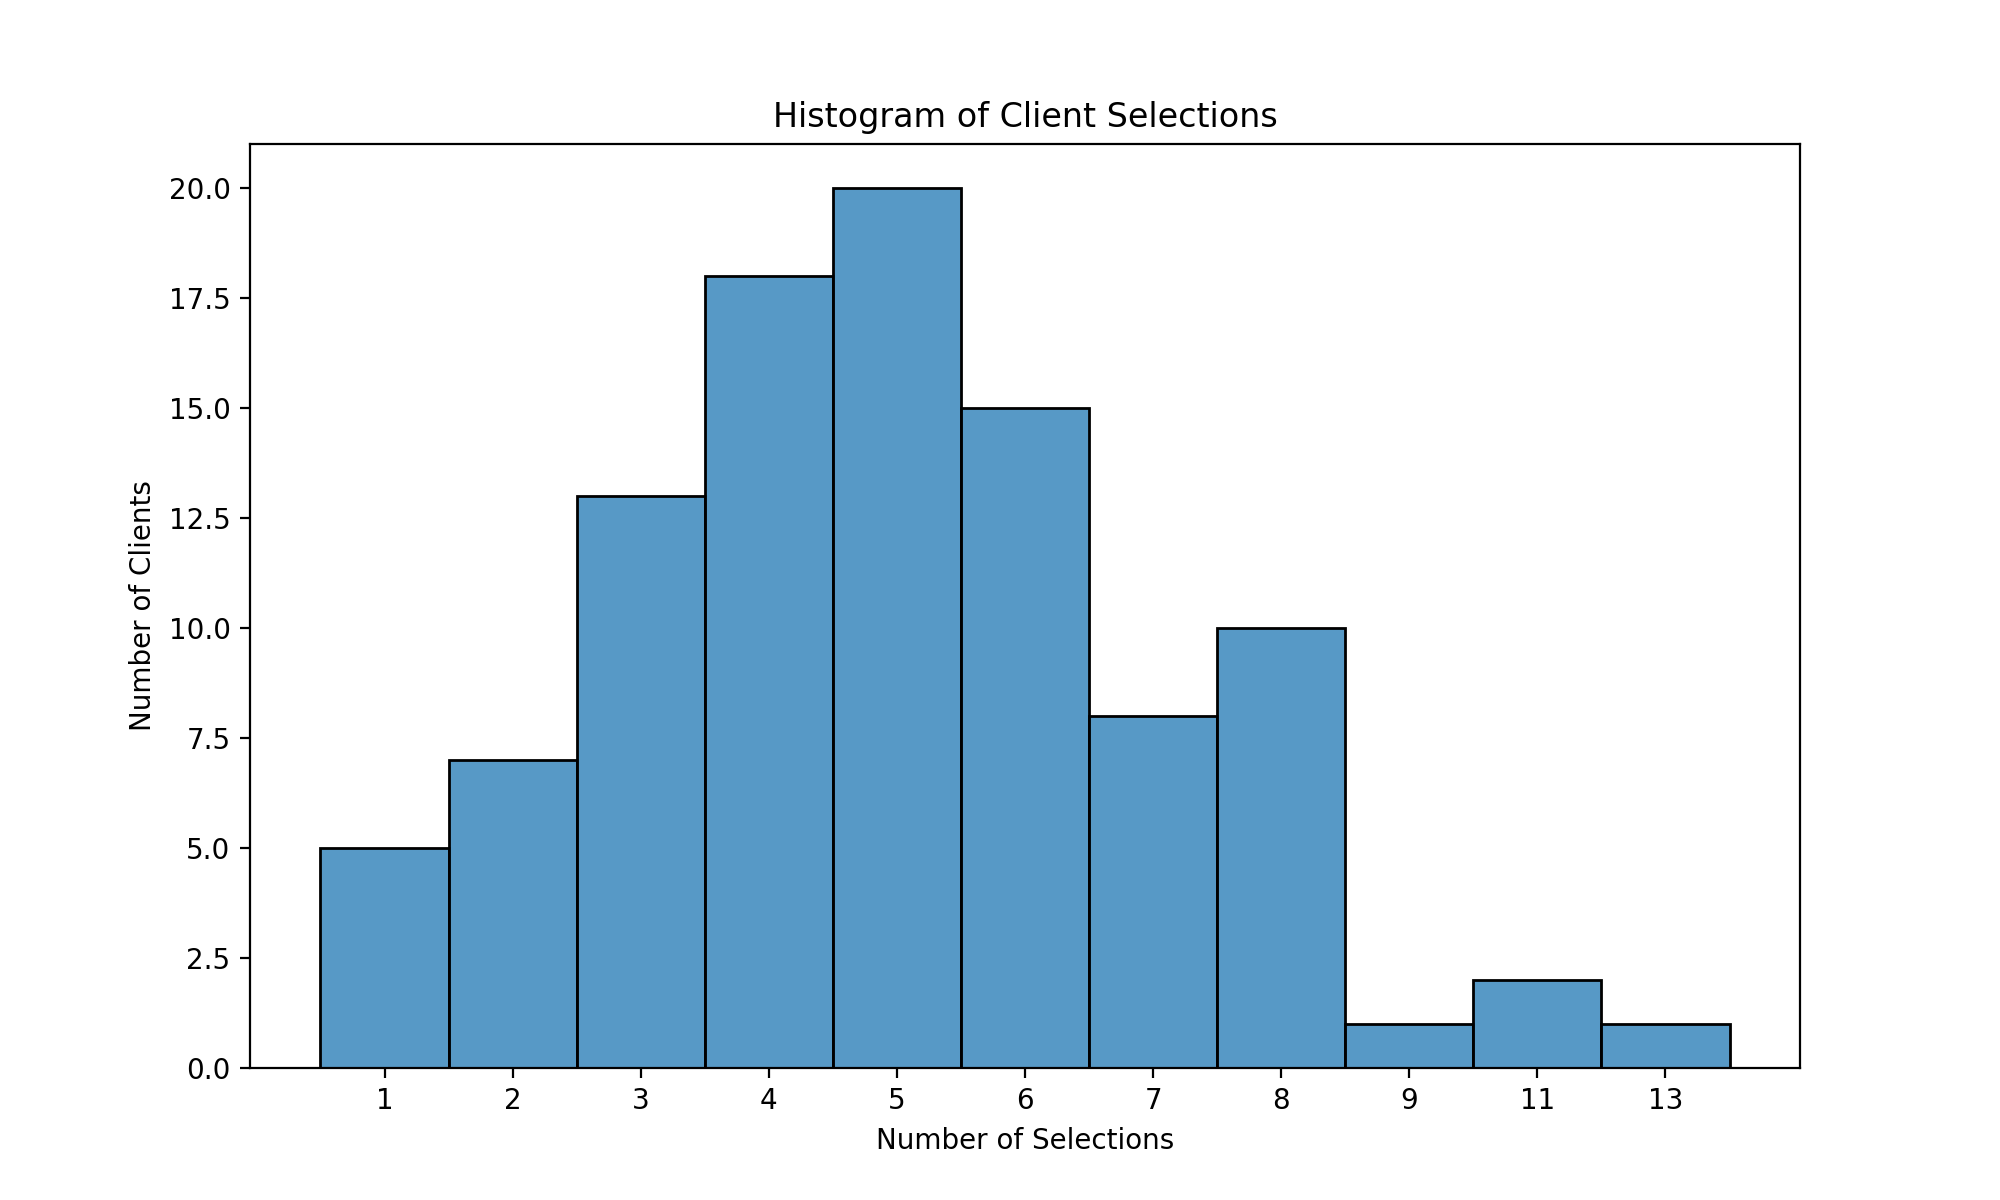 Histogram of Client Selections
20.0
17.5
15.0
12.5
10.0
7.5
5.0
2.5
0.0
Number of Clients
1 2 3 4 5 6 7 8 9 11 13
Number of Selections